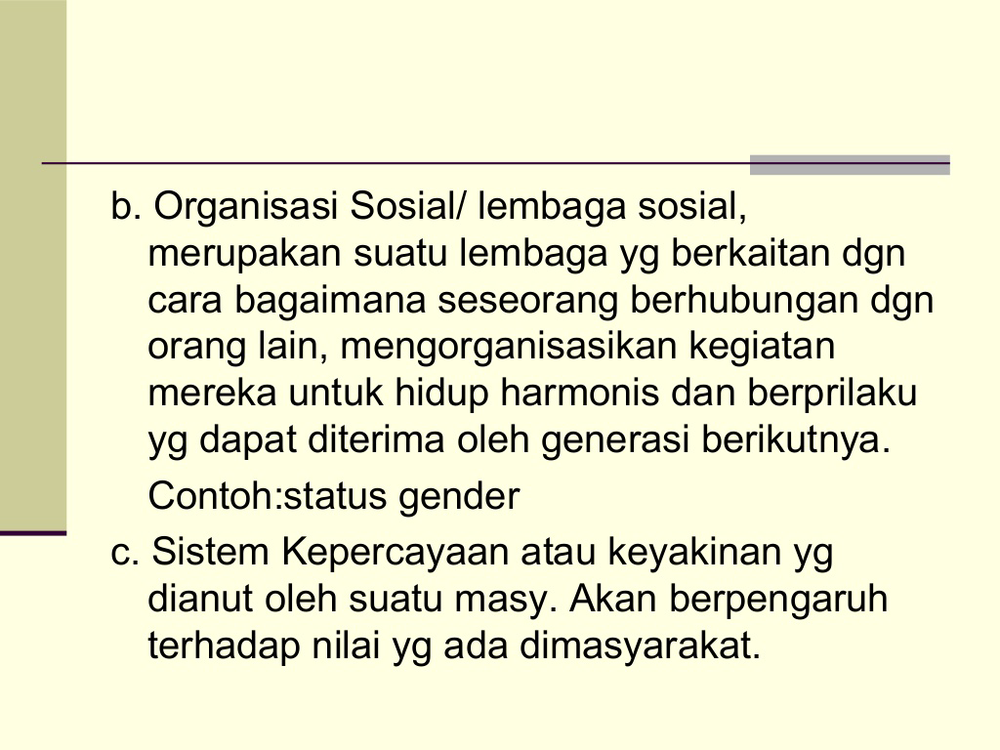 b. Organisasi Sosial/ lembaga sosial,
merupakan suatu lembaga yg berkaitan dgn
cara bagaimana seseorang berhubungan dgn
orang lain, mengorganisasikan kegiatan
mereka untuk hidup harmonis dan berprilaku
yg dapat diterima oleh generasi berikutnya.
Contoh:status gender
c. Sistem Kepercayaan atau keyakinan yg
dianut oleh suatu masy. Akan berpengaruh
terhadap nilai yg ada dimasyarakat.